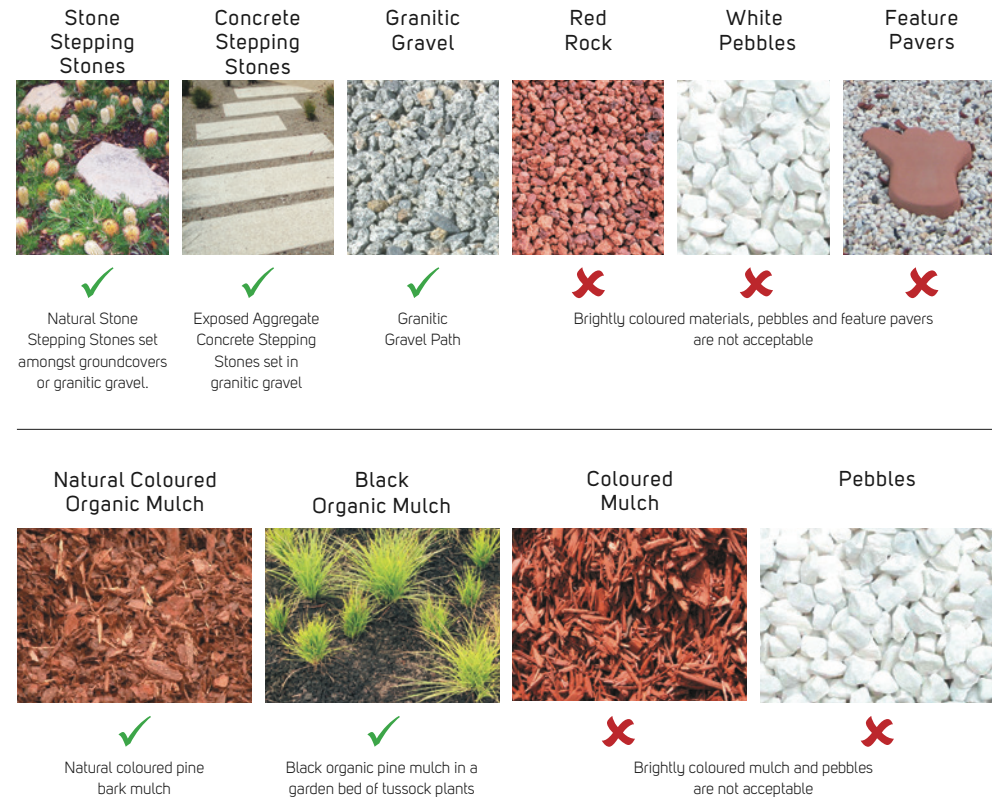 Stone
Stepping
Stones
Concrete
Stepping
Stones
Granitic
Gravel
Red
Rock
White
Pebbles
Feature
Pavers
Natural Stone
Stepping Stones set
amongst groundcovers
or granitic gravel.
Exposed Aggregate
Concrete Stepping
Stones set in
granitic gravel
Granitic
Gravel Path
Brightly coloured materials, pebbles and feature pavers
are not acceptable
Natural Coloured
Organic Mulch
Black
Organic Mulch
Coloured
Mulch
Pebbles
Natural coloured pine
bark mulch
Black organic pine mulch in a
garden bed of tussock plants
Brightly coloured mulch and pebbles
are not acceptable